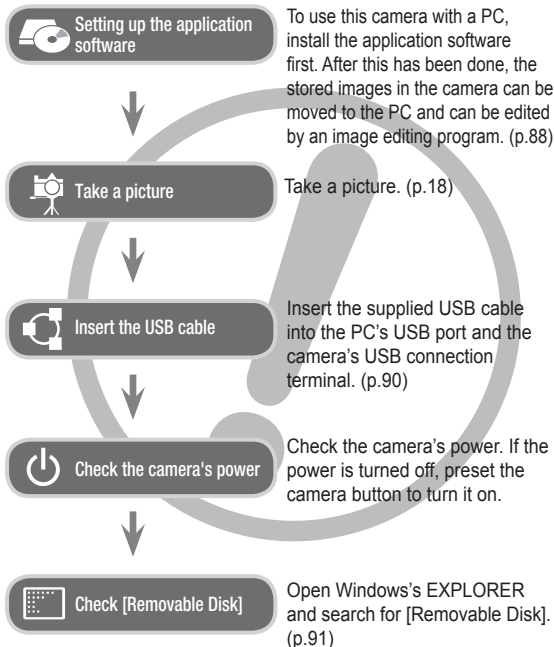 Setting up the application
software
To use this camera with a PC,
install the application software
first. After this has been done, the
stored images in the camera can be
moved to the PC and can be edited
by an image editing program. (p.88)
Take a picture
Take a picture. (p.18)
Insert the USB cable
Insert the supplied USB cable
into the PC's USB port and the
camera's USB connection
terminal. (p.90)
Check the camera's power
Check the camera's power. If the
power is turned off, preset the
camera button to turn it on.
Check [Removable Disk]
Open Windows's EXPLORER
and search for [Removable Disk].
(p.91)